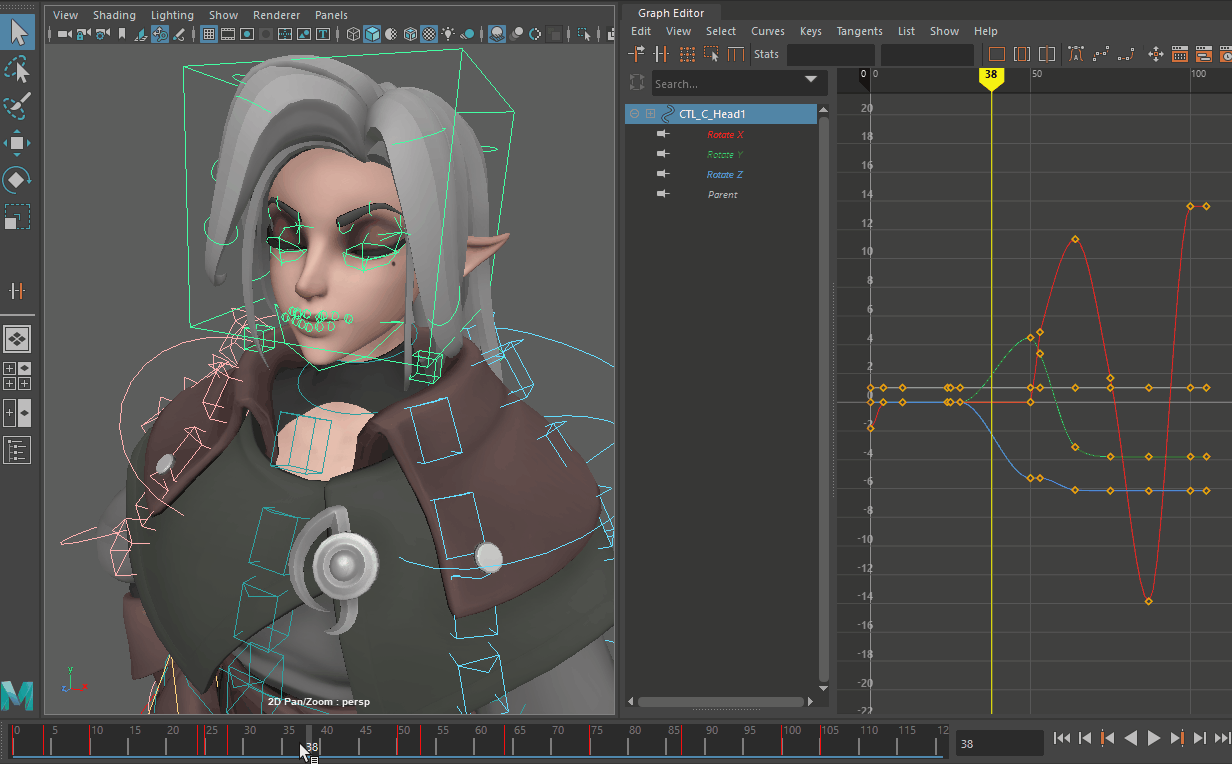 View Shading Lighting Show Renderer Panels
Graph Editor
Edit View Select Curves Keys Tangents List Show Help
Stats
Search...
CTL_C_Head1
Rotate X
Rotate Y
Rotate Z
Parent
0 0 38 50 100
20
18
16
14
12
10
8
6
4
2
0
-2
-4
-6
-8
-10
-12
-14
-16
-18
-20
-22
y
2D Pan/Zoom : persp
0 5 10 15 20 25 30 35 40 45 50 55 60 65 70 75 80 85 90 95 100 105 110 115 12
38
38